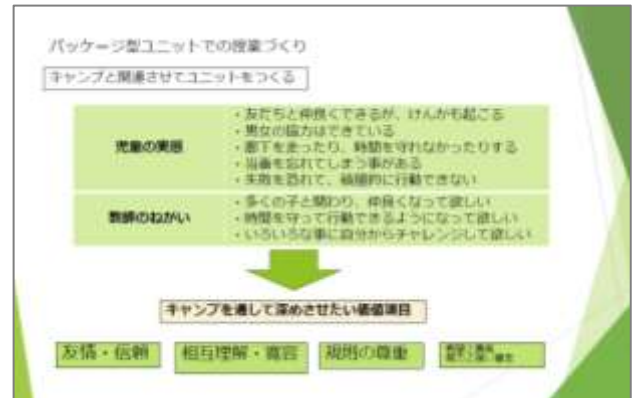 パッケージ型ユニットでの授業づくり
キャンプと関連させてユニットをつくる
児童の実態
・友だちと仲良くできるが、けんかも起こる
・男女の協力はできている
・廊下を走ったり、時間を守れなかったりする
・当番を忘れてしまう事がある
・失敗を恐れて、積極的に行動できない
教師のねがい
・多くの子と関わり、仲良くなって欲しい
・時間を守って行動できるようになって欲しい
・いろいろな事に自分からチャレンジして欲しい
キャンプを通して深めさせたい価値項目
友情・信頼
相互理解・寛容
規則の尊重